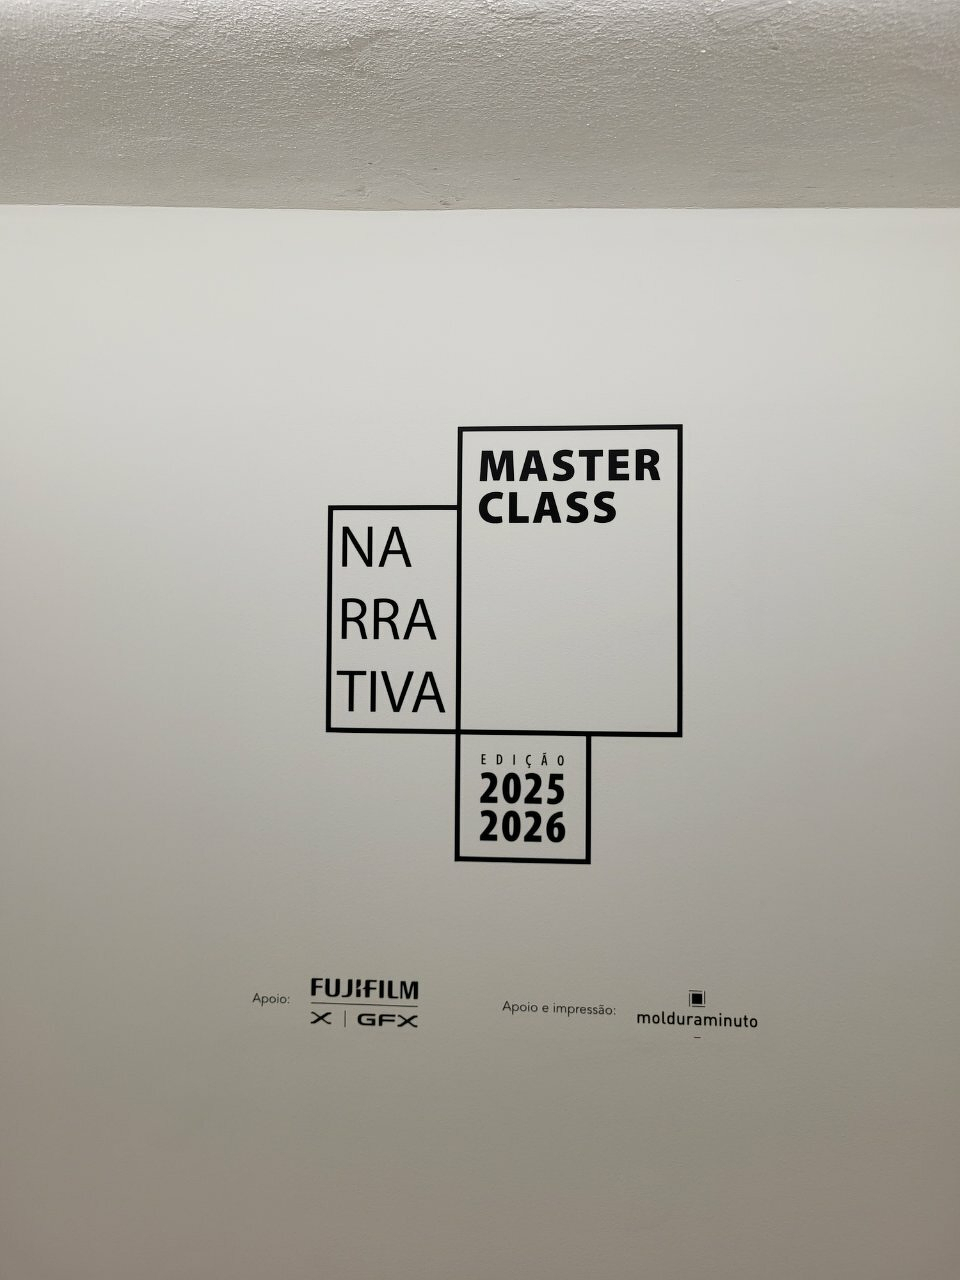 MASTER
CLASS
NA
RRA
TIVA
EDIÇÃO
2025
2026
Apoio:
FUJIFILM
X | GFX
Apoio e impressão:
molduraminuto